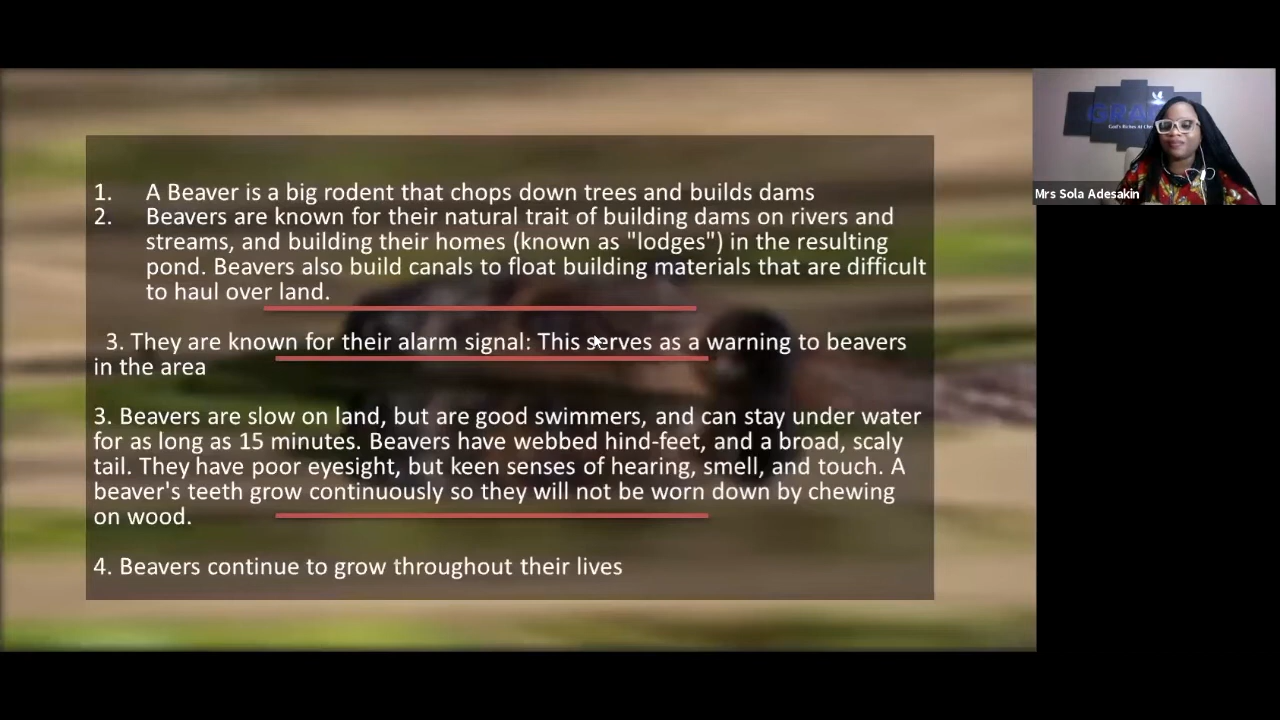 1. A Beaver is a big rodent that chops down trees and builds dams
2. Beavers are known for their natural trait of building dams on rivers and
streams, and building their homes (known as "lodges") in the resulting
pond. Beavers also build canals to float building materials that are difficult
to haul over land.
3. They are known for their alarm signal: This serves as a warning to beavers
in the area
3. Beavers are slow on land, but are good swimmers, and can stay under water
for as long as 15 minutes. Beavers have webbed hind-feet, and a broad, scaly
tail. They have poor eyesight, but keen senses of hearing, smell, and touch. A
beaver's teeth grow continuously so they will not be worn down by chewing
on wood.
4. Beavers continue to grow throughout their lives
Mrs Sola Adesakin